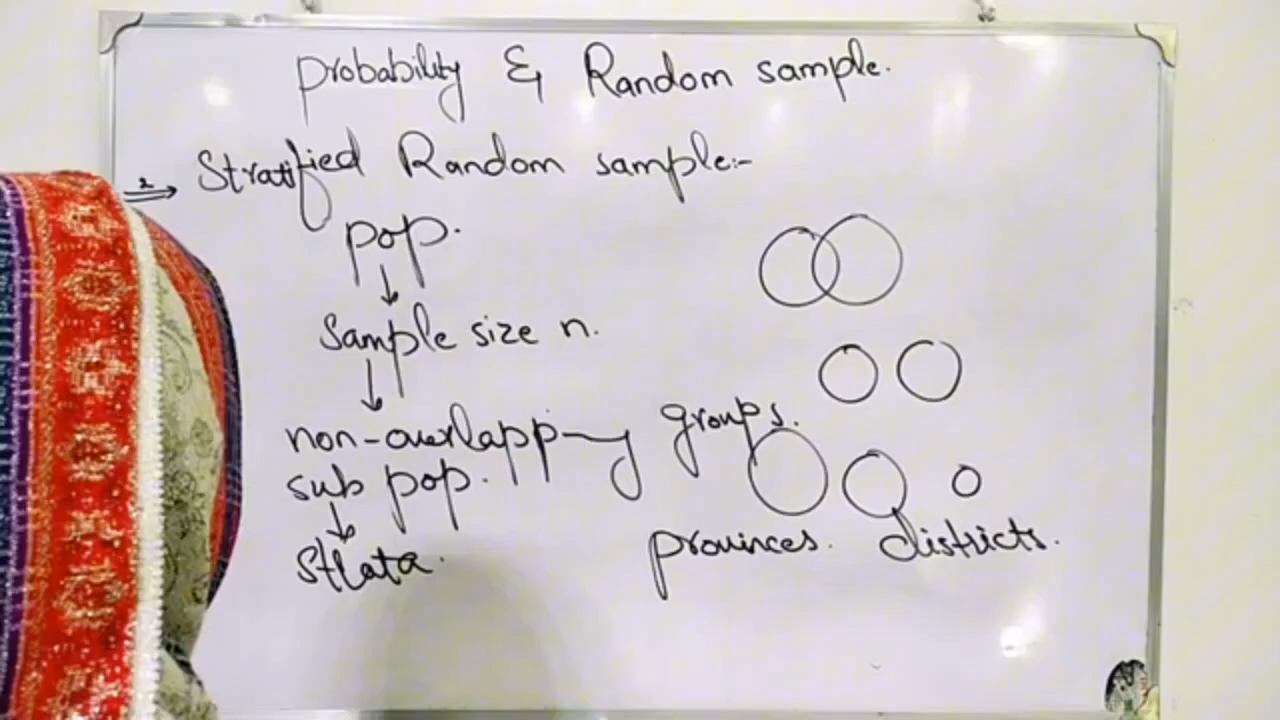 probability & Random sample.
2 Stratified Random sample:-
pop.
Sample size n.
non-overlapping groups.
sub pop.
Strata.
provinces. districts.